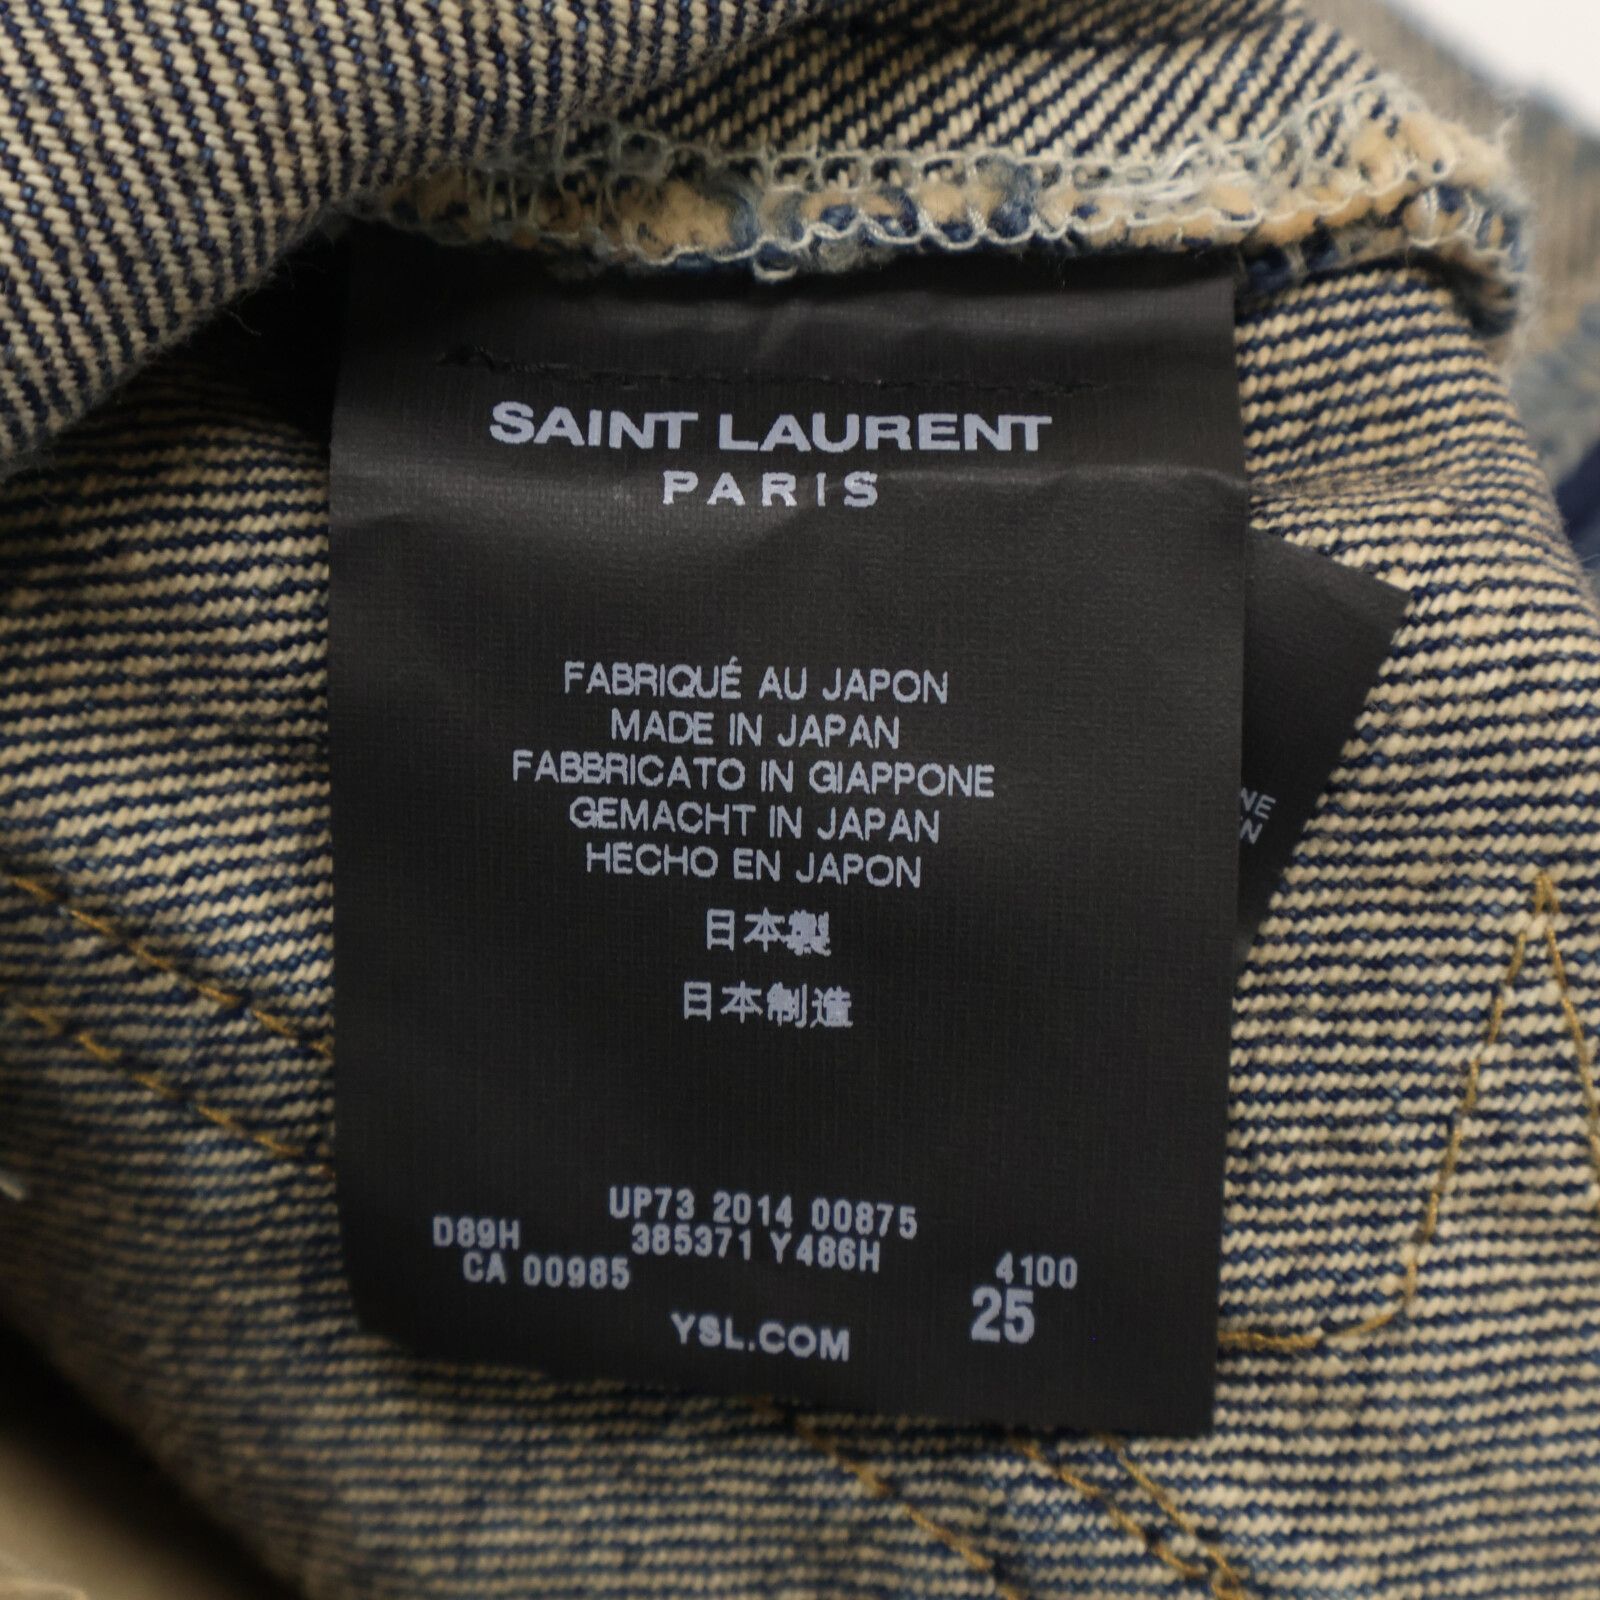 SAINT LAURENT
PARIS
FABRIQUÉ AU JAPON
MADE IN JAPAN
FABBRICATO IN GIAPPONE
GEMACHT IN JAPAN
HECHO EN JAPON
日本製
日本制造
UP73 2014 00875
D89H 385371 Y486H 4100
CA 00985 25
YSL.COM
NE
N